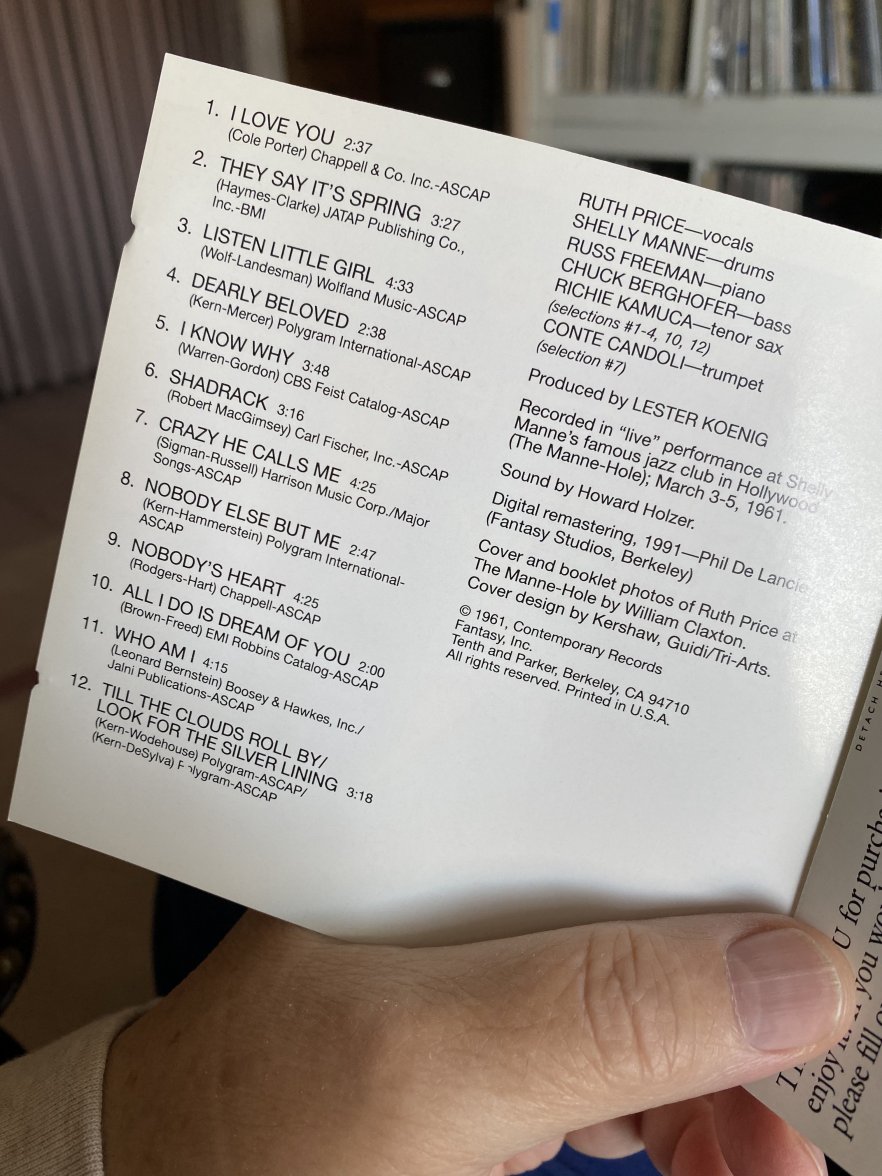 1. I LOVE YOU 2:37
(Cole Porter) Chappell & Co. Inc.-ASCAP
2. THEY SAY IT'S SPRING 3:27
(Haymes-Clarke) JATAP Publishing Co.,
Inc.-BMI
3. LISTEN LITTLE GIRL 4:33
(Wolf-Landesman) Wolfland Music-ASCAP
4. DEARLY BELOVED 2:38
(Kern-Mercer) Polygram International-ASCAP
5. I KNOW WHY 3:48
(Warren-Gordon) CBS Feist Catalog-ASCAP
6. SHADRACK 3:16
(Robert MacGimsey) Carl Fischer, Inc.-ASCAP
7. CRAZY HE CALLS ME 4:25
(Sigman-Russell) Harrison Music Corp./Major
Songs-ASCAP
8. NOBODY ELSE BUT ME 2:47
(Kern-Hammerstein) Polygram International-
ASCAP
9. NOBODY'S HEART 4:25
(Rodgers-Hart) Chappell-ASCAP
10. ALL I DO IS DREAM OF YOU 2:00
(Brown-Freed) EMI Robbins Catalog-ASCAP
11. WHO AM I 4:15
(Leonard Bernstein) Boosey & Hawkes, Inc./
Jalni Publications-ASCAP
12. TILL THE CLOUDS ROLL BY/
LOOK FOR THE SILVER LINING 3:18
(Kern-Wodehouse) Polygram-ASCAP/
(Kern-DeSylva) Polygram-ASCAP
RUTH PRICE—vocals
SHELLY MANNE—drums
RUSS FREEMAN—piano
CHUCK BERGHOFER—bass
RICHIE KAMUCA—tenor sax
(selections #1-4, 10, 12)
CONTE CANDOLI—trumpet
(selection #7)
Produced by LESTER KOENIG
Recorded in "live" performance at Shelly
Manne's famous jazz club in Hollywood
(The Manne-Hole); March 3-5, 1961.
Sound by Howard Holzer.
Digital remastering, 1991—Phil De Lancie
(Fantasy Studios, Berkeley)
Cover and booklet photos of Ruth Price at
The Manne-Hole by William Claxton.
Cover design by Kershaw, Guidi/Tri-Arts.
© 1961, Contemporary Records
Fantasy, Inc.
Tenth and Parker, Berkeley, CA 94710
All rights reserved. Printed in U.S.A.
DETACH
U for purcha
enjoy it. If you wou
please fill ou